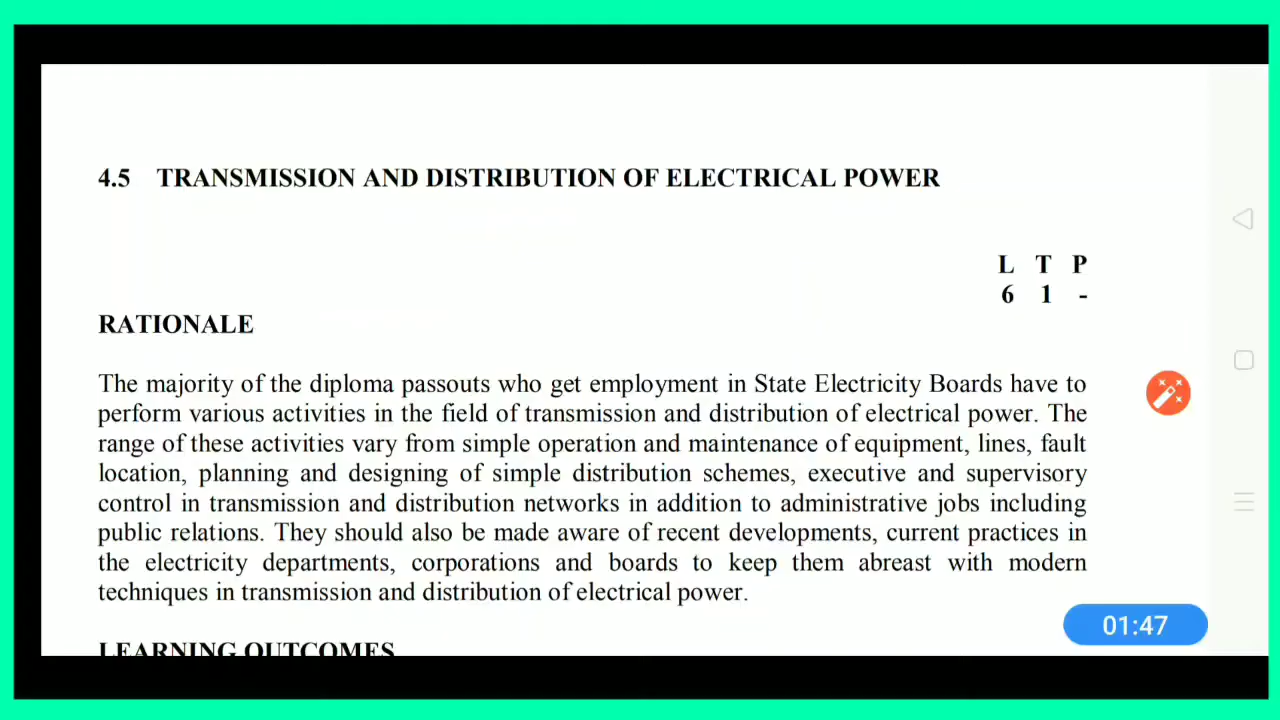 4.5 TRANSMISSION AND DISTRIBUTION OF ELECTRICAL POWER
L T P
6 1 -
RATIONALE
The majority of the diploma passouts who get employment in State Electricity Boards have to
perform various activities in the field of transmission and distribution of electrical power. The
range of these activities vary from simple operation and maintenance of equipment, lines, fault
location, planning and designing of simple distribution schemes, executive and supervisory
control in transmission and distribution networks in addition to administrative jobs including
public relations. They should also be made aware of recent developments, current practices in
the electricity departments, corporations and boards to keep them abreast with modern
techniques in transmission and distribution of electrical power.
01:47
LEARNING OUTCOMES